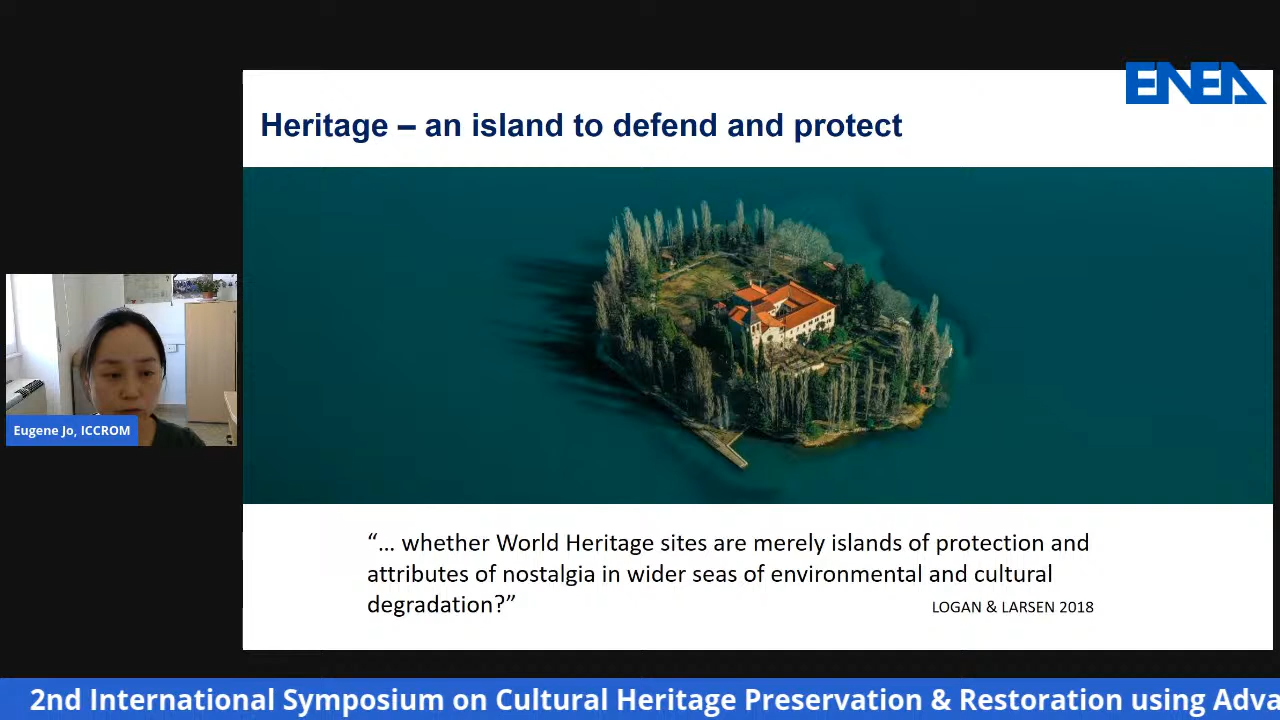 ENEA
Heritage – an island to defend and protect
Eugene Jo, ICCROM
“… whether World Heritage sites are merely islands of protection and
attributes of nostalgia in wider seas of environmental and cultural
degradation?”
LOGAN & LARSEN 2018
2nd International Symposium on Cultural Heritage Preservation & Restoration using Adva